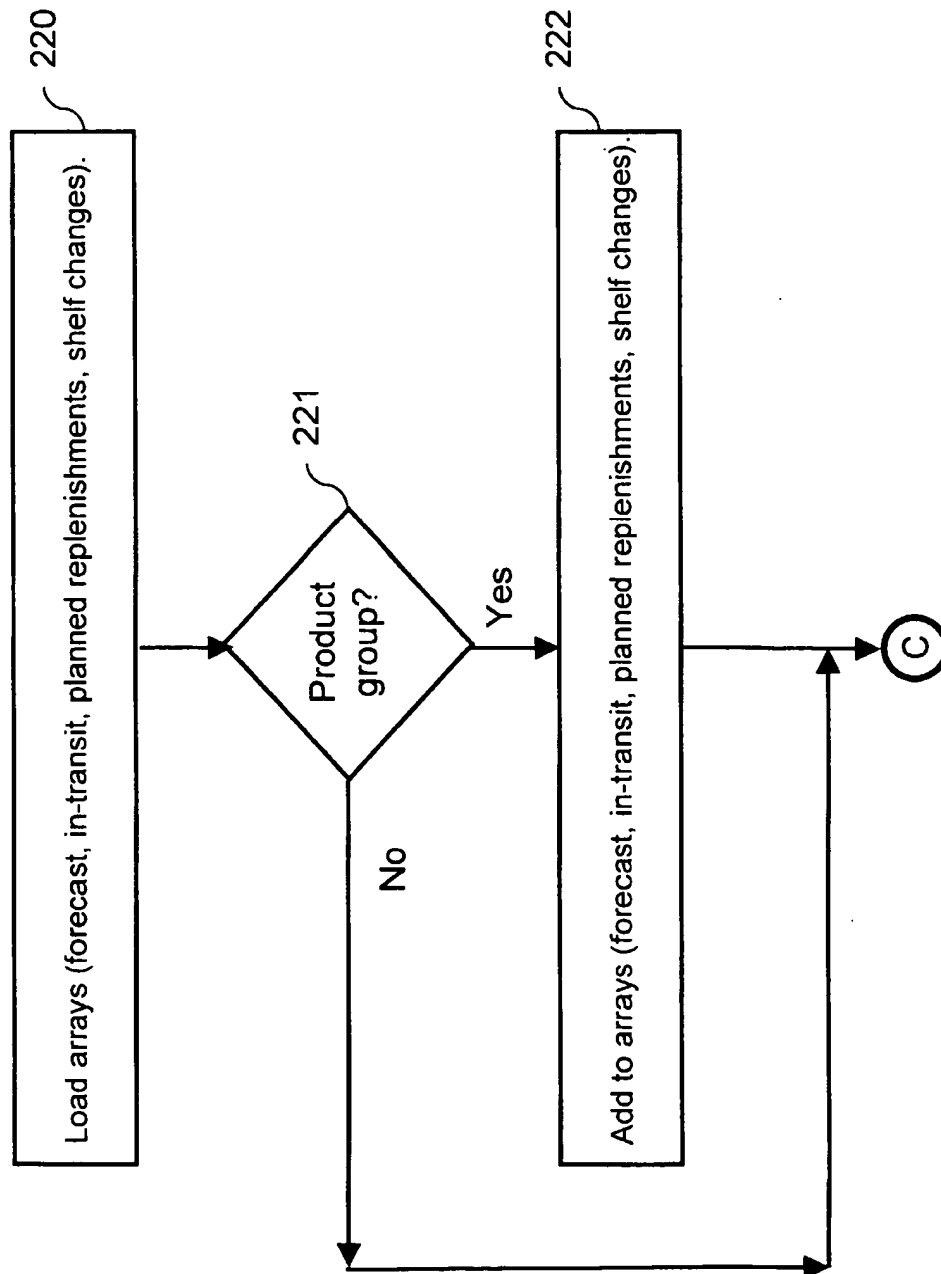 220
Load arrays (forecast, in-transit, planned replenishments, shelf changes).
221
Product
group?
No
Yes
222
Add to arrays (forecast, in-transit, planned replenishments, shelf changes).
C